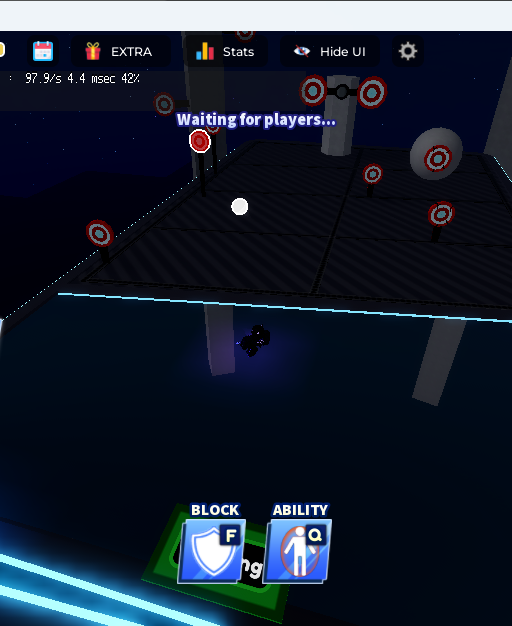 EXTRA
Stats
Hide UI
: 97.9/s 4.4 msec 42%
Waiting for players...
BLOCK
ABILITY
F
Q